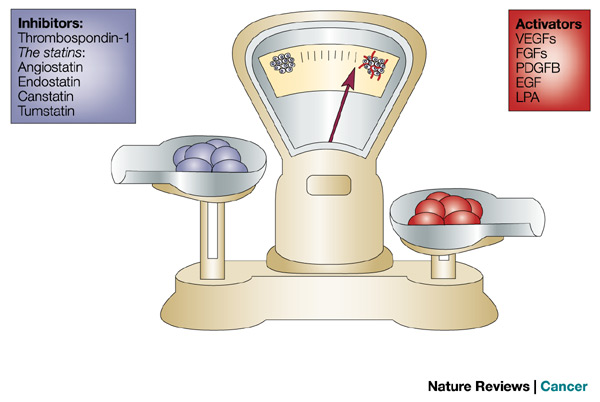 Inhibitors:
Thrombospondin-1
The statins:
Angiostatin
Endostatin
Canstatin
Tumstatin
Activators
VEGFs
FGFs
PDGFB
EGF
LPA
Nature Reviews | Cancer